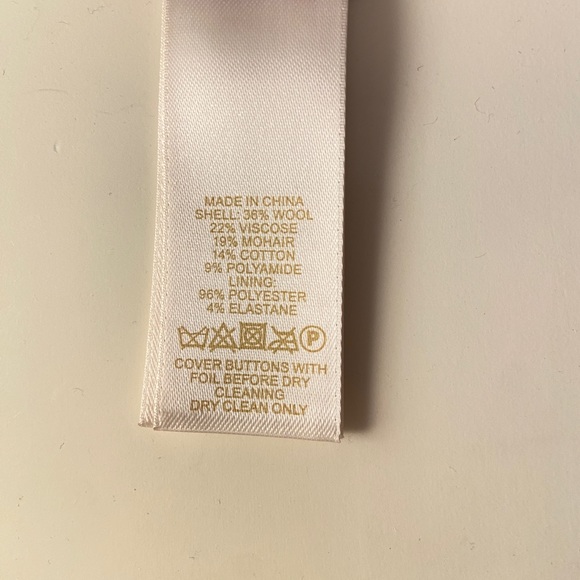 MADE IN CHINA
SHELL: 36% WOOL
22% VISCOSE
19% MOHAIR
14% COTTON
9% POLYAMIDE
LINING:
96% POLYESTER
4% ELASTANE
P
COVER BUTTONS WITH
FOIL BEFORE DRY
CLEANING
DRY CLEAN ONLY